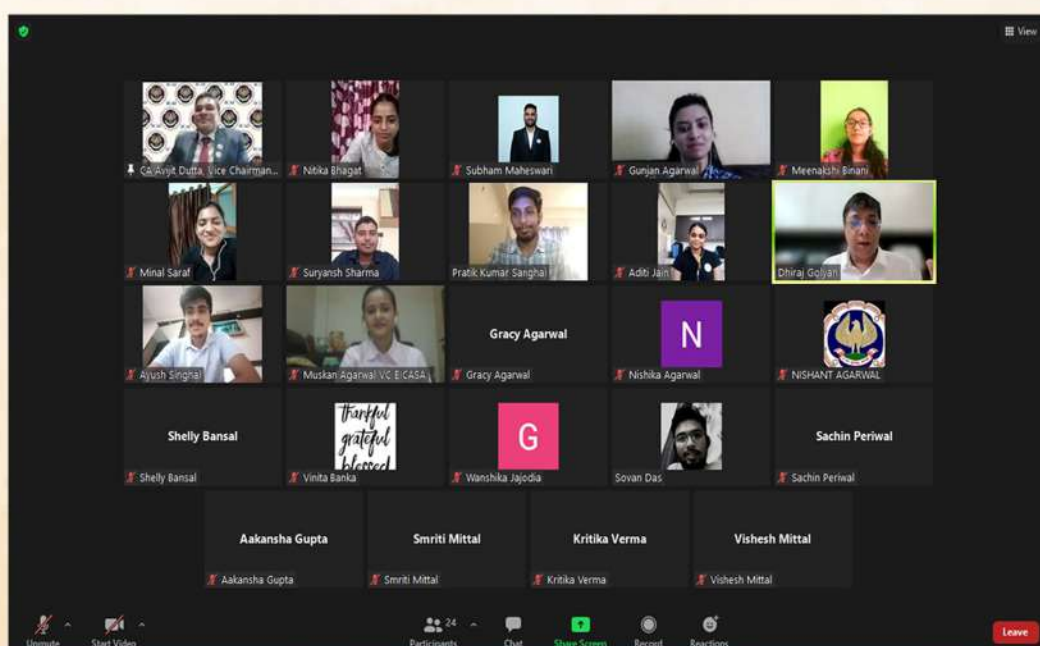 View
CA Avijit Dutta, Vice Chairman...
Nitika Bhagat
Subham Maheswari
Gunjan Agarwal
Meenakshi Binani
Minal Saraf
Suryansh Sharma
Pratik Kumar Sanghai
Aditi Jain
Dhiraj Golyan
Ayush Singhal
Muskan Agarwal VC EICASA
Gracy Agarwal
Gracy Agarwal
N
Nishika Agarwal
NISHANT AGARWAL
Shelly Bansal
Shelly Bansal
thankful
grateful
blessed
Vinita Banka
G
Wanshika Jajodia
Sovan Das
Sachin Periwal
Sachin Periwal
Aakansha Gupta
Aakansha Gupta
Smriti Mittal
Smriti Mittal
Kritika Verma
Kritika Verma
Vishesh Mittal
Vishesh Mittal
Unmute
Start Video
24
Participants
Chat
Share Screen
Record
Reactions
Leave